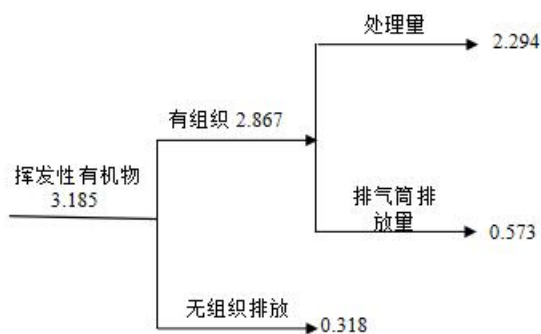 处理量
2.294
有组织 2.867
挥发性有机物
3.185
排气筒排
放量
0.573
无组织排放
0.318